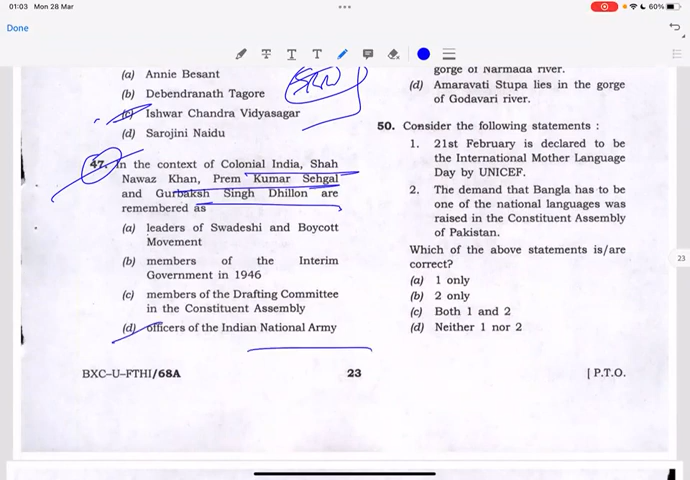 01:03 Mon 28 Mar
60%
Done
(a) Annie Besant
(b) Debendranath Tagore
(c) Ishwar Chandra Vidyasagar
(d) Sarojini Naidu
47. In the context of Colonial India, Shah
Nawaz Khan, Prem Kumar Sehgal
and Gurbaksh Singh Dhillon are
remembered as
(a) leaders of Swadeshi and Boycott
Movement
(b) members of the Interim
Government in 1946
(c) members of the Drafting Committee
in the Constituent Assembly
(d) officers of the Indian National Army
gorge of Narmada river.
(d) Amaravati Stupa lies in the gorge
of Godavari river.
50. Consider the following statements :
1. 21st February is declared to be
the International Mother Language
Day by UNICEF.
2. The demand that Bangla has to be
one of the national languages was
raised in the Constituent Assembly
of Pakistan.
Which of the above statements is/are
correct?
(a) 1 only
(b) 2 only
(c) Both 1 and 2
(d) Neither 1 nor 2
23
BXC-U-FTHI/68A
23
[ P.T.O.